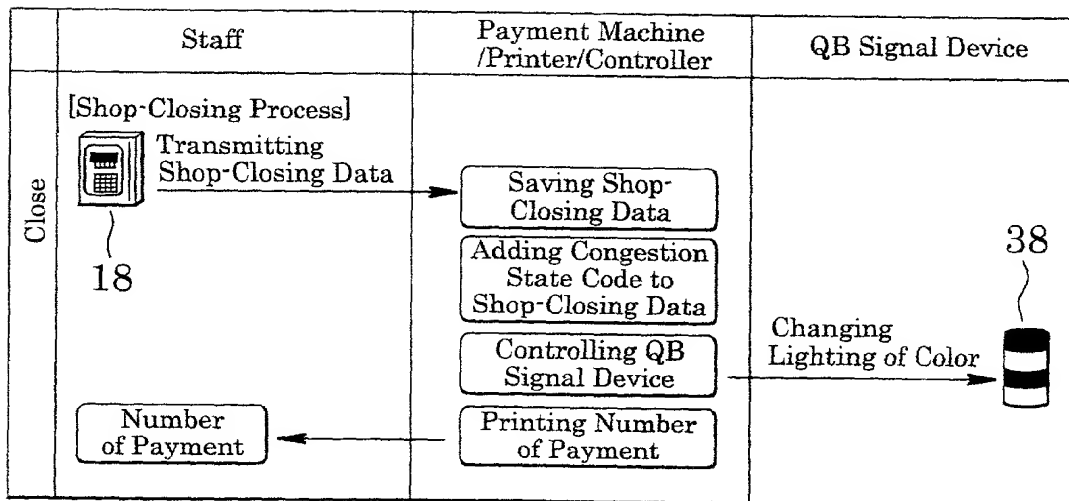 Staff
Payment Machine
/Printer/Controller
QB Signal Device
Close
[Shop-Closing Process]
Transmitting
Shop-Closing Data
18
Saving Shop-
Closing Data
Adding Congestion
State Code to
Shop-Closing Data
Controlling QB
Signal Device
Changing
Lighting of Color
38
Printing Number
of Payment
Number
of Payment